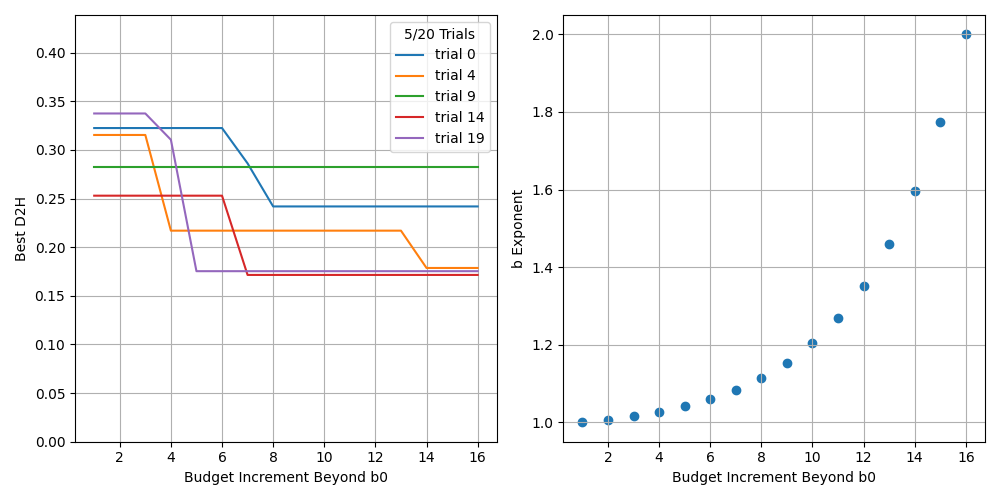 5/20 Trials
trial 0
trial 4
trial 9
trial 14
trial 19
0.40
0.35
0.30
0.25
0.20
0.15
0.10
0.05
0.00
Best D2H
2 4 6 8 10 12 14 16
Budget Increment Beyond b0
2.0
1.8
1.6
1.4
1.2
1.0
b Exponent
2 4 6 8 10 12 14 16
Budget Increment Beyond b0